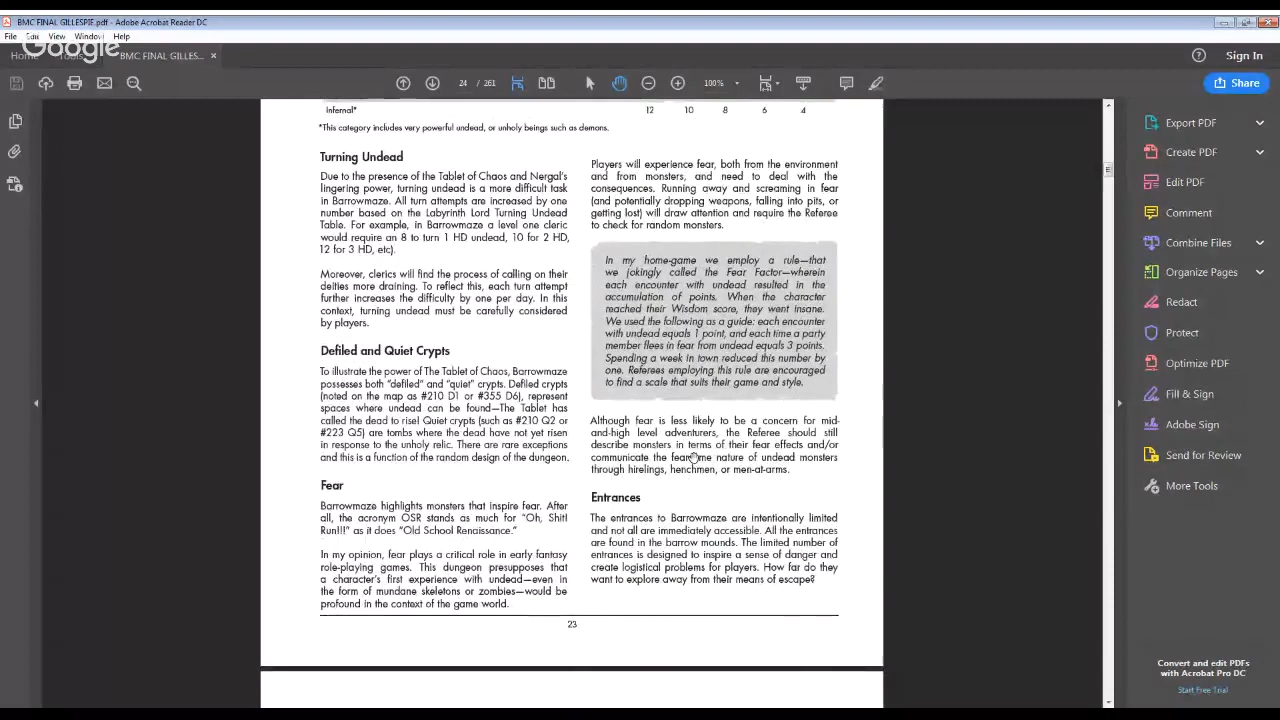 BMC FINAL GILLESPIE.pdf - Adobe Acrobat Reader DC
File Edit View Window Help
Google
Home Tools BMC FINAL GILLES... ×
Sign In
24 / 261
100%
Share
Infernal* 12 10 8 6 4
*This category includes very powerful undead, or unholy beings such as demons.
Turning Undead
Due to the presence of the Tablet of Chaos and Nergal's
lingering power, turning undead is a more difficult task
in Barrowmaze. All turn attempts are increased by one
number based on the Labyrinth Lord Turning Undead
Table. For example, in Barrowmaze a level one cleric
would require an 8 to turn 1 HD undead, 10 for 2 HD,
12 for 3 HD, etc).
Moreover, clerics will find the process of calling on their
deities more draining. To reflect this, each turn attempt
further increases the difficulty by one per day. In this
context, turning undead must be carefully considered
by players.
Defiled and Quiet Crypts
To illustrate the power of The Tablet of Chaos, Barrowmaze
possesses both "defiled" and "quiet" crypts. Defiled crypts
(noted on the map as #210 D1 or #355 D6), represent
spaces where undead can be found—The Tablet has
called the dead to rise! Quiet crypts (such as #210 Q2 or
#223 Q5) are tombs where the dead have not yet risen
in response to the unholy relic. There are rare exceptions
and this is a function of the random design of the dungeon.
Fear
Barrowmaze highlights monsters that inspire fear. After
all, the acronym OSR stands as much for "Oh, Shit!
Run!!!" as it does "Old School Renaissance."
In my opinion, fear plays a critical role in early fantasy
role-playing games. This dungeon presupposes that
a character's first experience with undead—even in
the form of mundane skeletons or zombies—would be
profound in the context of the game world.
Players will experience fear, both from the environment
and from monsters, and need to deal with the
consequences. Running away and screaming in fear
(and potentially dropping weapons, falling into pits, or
getting lost) will draw attention and require the Referee
to check for random monsters.
In my home-game we employ a rule—that
we jokingly called the Fear Factor—wherein
each encounter with undead resulted in the
accumulation of points. When the character
reached their Wisdom score, they went insane.
We used the following as a guide: each encounter
with undead equals 1 point, and each time a party
member flees in fear from undead equals 3 points.
Spending a week in town reduced this number by
one. Referees employing this rule are encouraged
to find a scale that suits their game and style.
Although fear is less likely to be a concern for mid-
and-high level adventurers, the Referee should still
describe monsters in terms of their fear effects and/or
communicate the fearsome nature of undead monsters
through hirelings, henchmen, or men-at-arms.
Entrances
The entrances to Barrowmaze are intentionally limited
and not all are immediately accessible. All the entrances
are found in the barrow mounds. The limited number of
entrances is designed to inspire a sense of danger and
create logistical problems for players. How far do they
want to explore away from their means of escape?
23
Export PDF
Create PDF
Edit PDF
Comment
Combine Files
Organize Pages
Redact
Protect
Optimize PDF
Fill & Sign
Adobe Sign
Send for Review
More Tools
Convert and edit PDFs
with Acrobat Pro DC
Start Free Trial